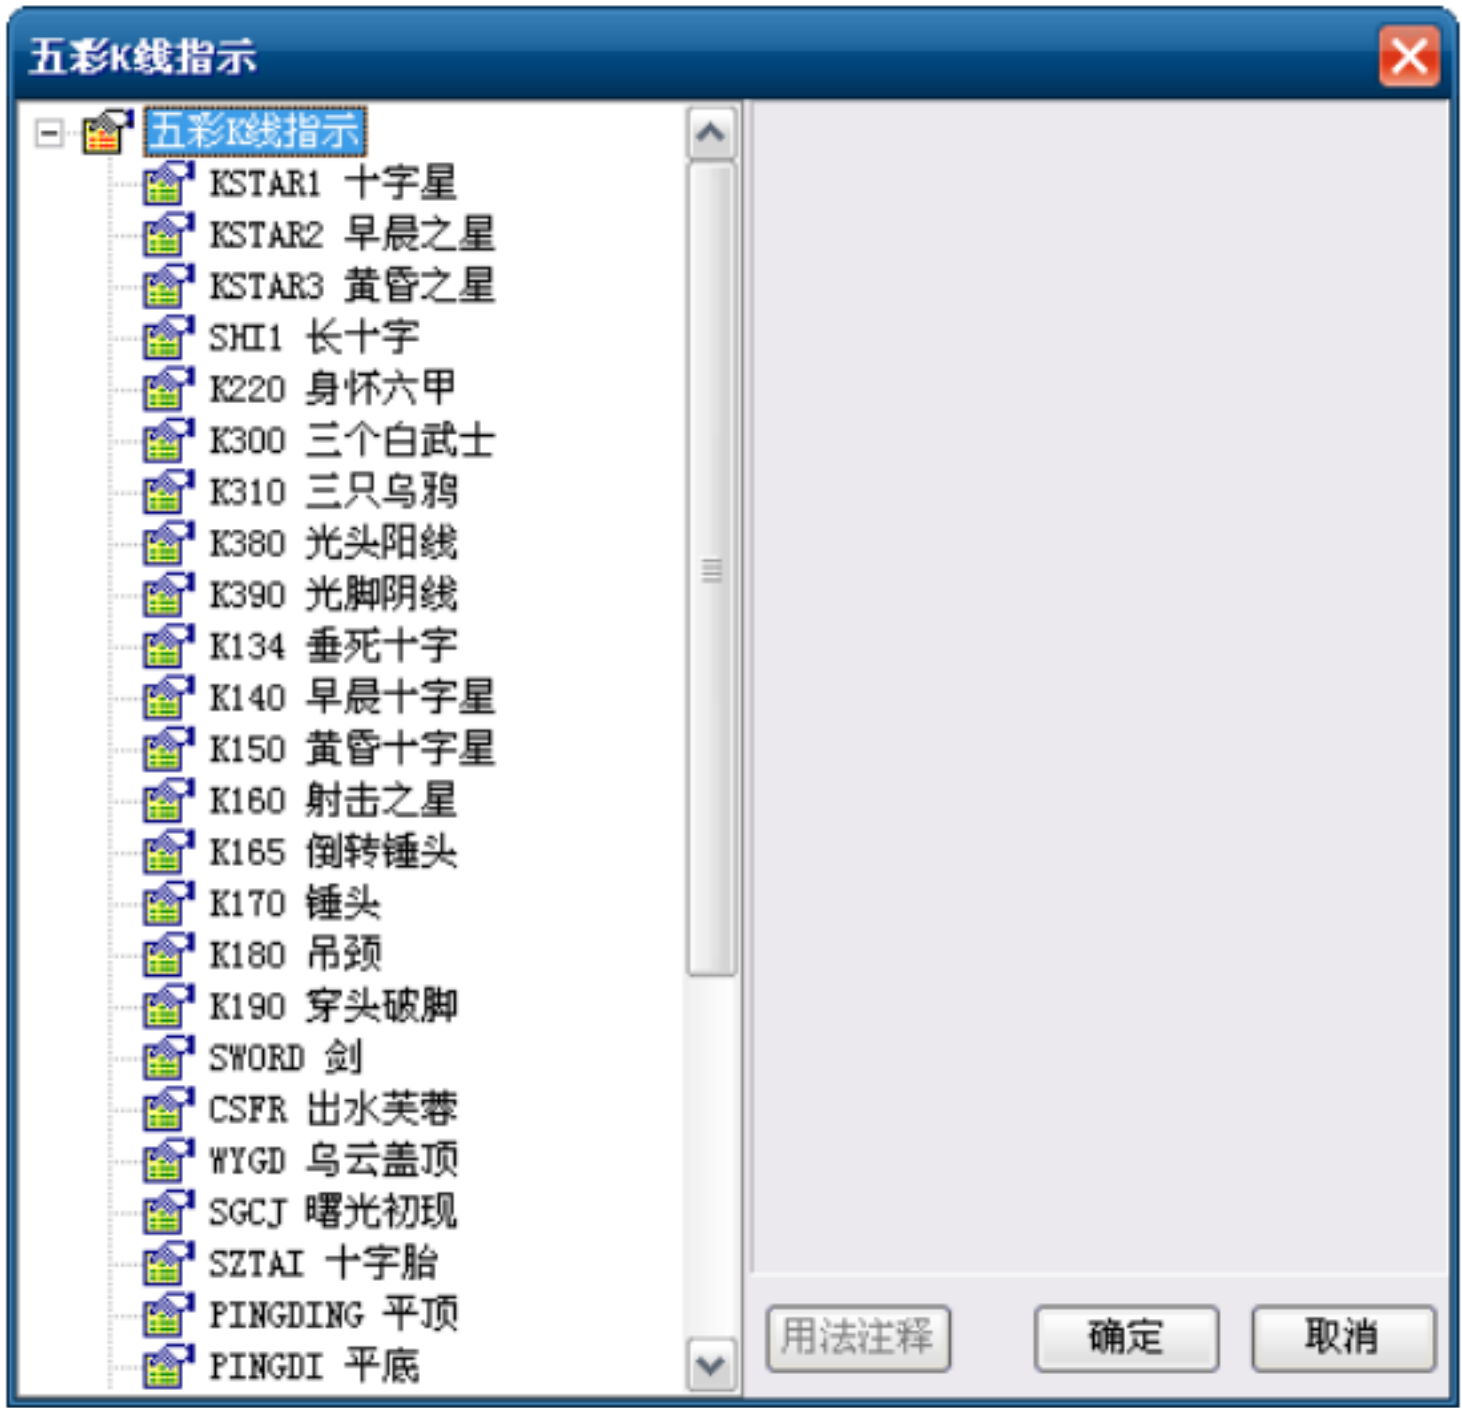 五彩K线指示
五彩K线指示
KSTAR1 十字星
KSTAR2 早晨之星
KSTAR3 黄昏之星
SHI1 长十字
K220 身怀六甲
K300 三个白武士
K310 三只乌鸦
K380 光头阳线
K390 光脚阴线
K134 垂死十字
K140 早晨十字星
K150 黄昏十字星
K160 射击之星
K165 倒转锤头
K170 锤头
K180 吊颈
K190 穿头破脚
SWORD 剑
CSFR 出水芙蓉
WYGD 乌云盖顶
SGCJ 曙光初现
SZTAI 十字胎
PINGDING 平顶
PINGDI 平底
用法注释 确定 取消